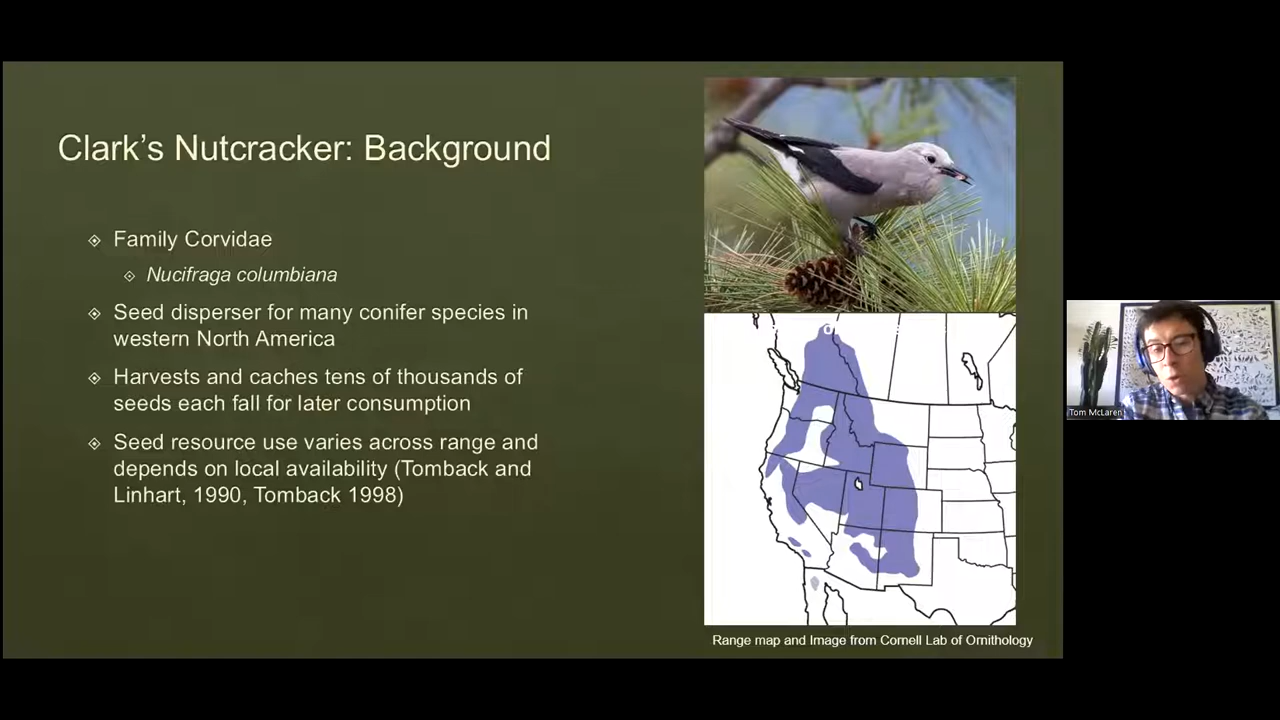 Clark's Nutcracker: Background
Family Corvidae
Nucifraga columbiana
Seed disperser for many conifer species in
western North America
Harvests and caches tens of thousands of
seeds each fall for later consumption
Seed resource use varies across range and
depends on local availability (Tomback and
Linhart, 1990, Tomback 1998)
Range map and Image from Cornell Lab of Ornithology
Tom McLaren